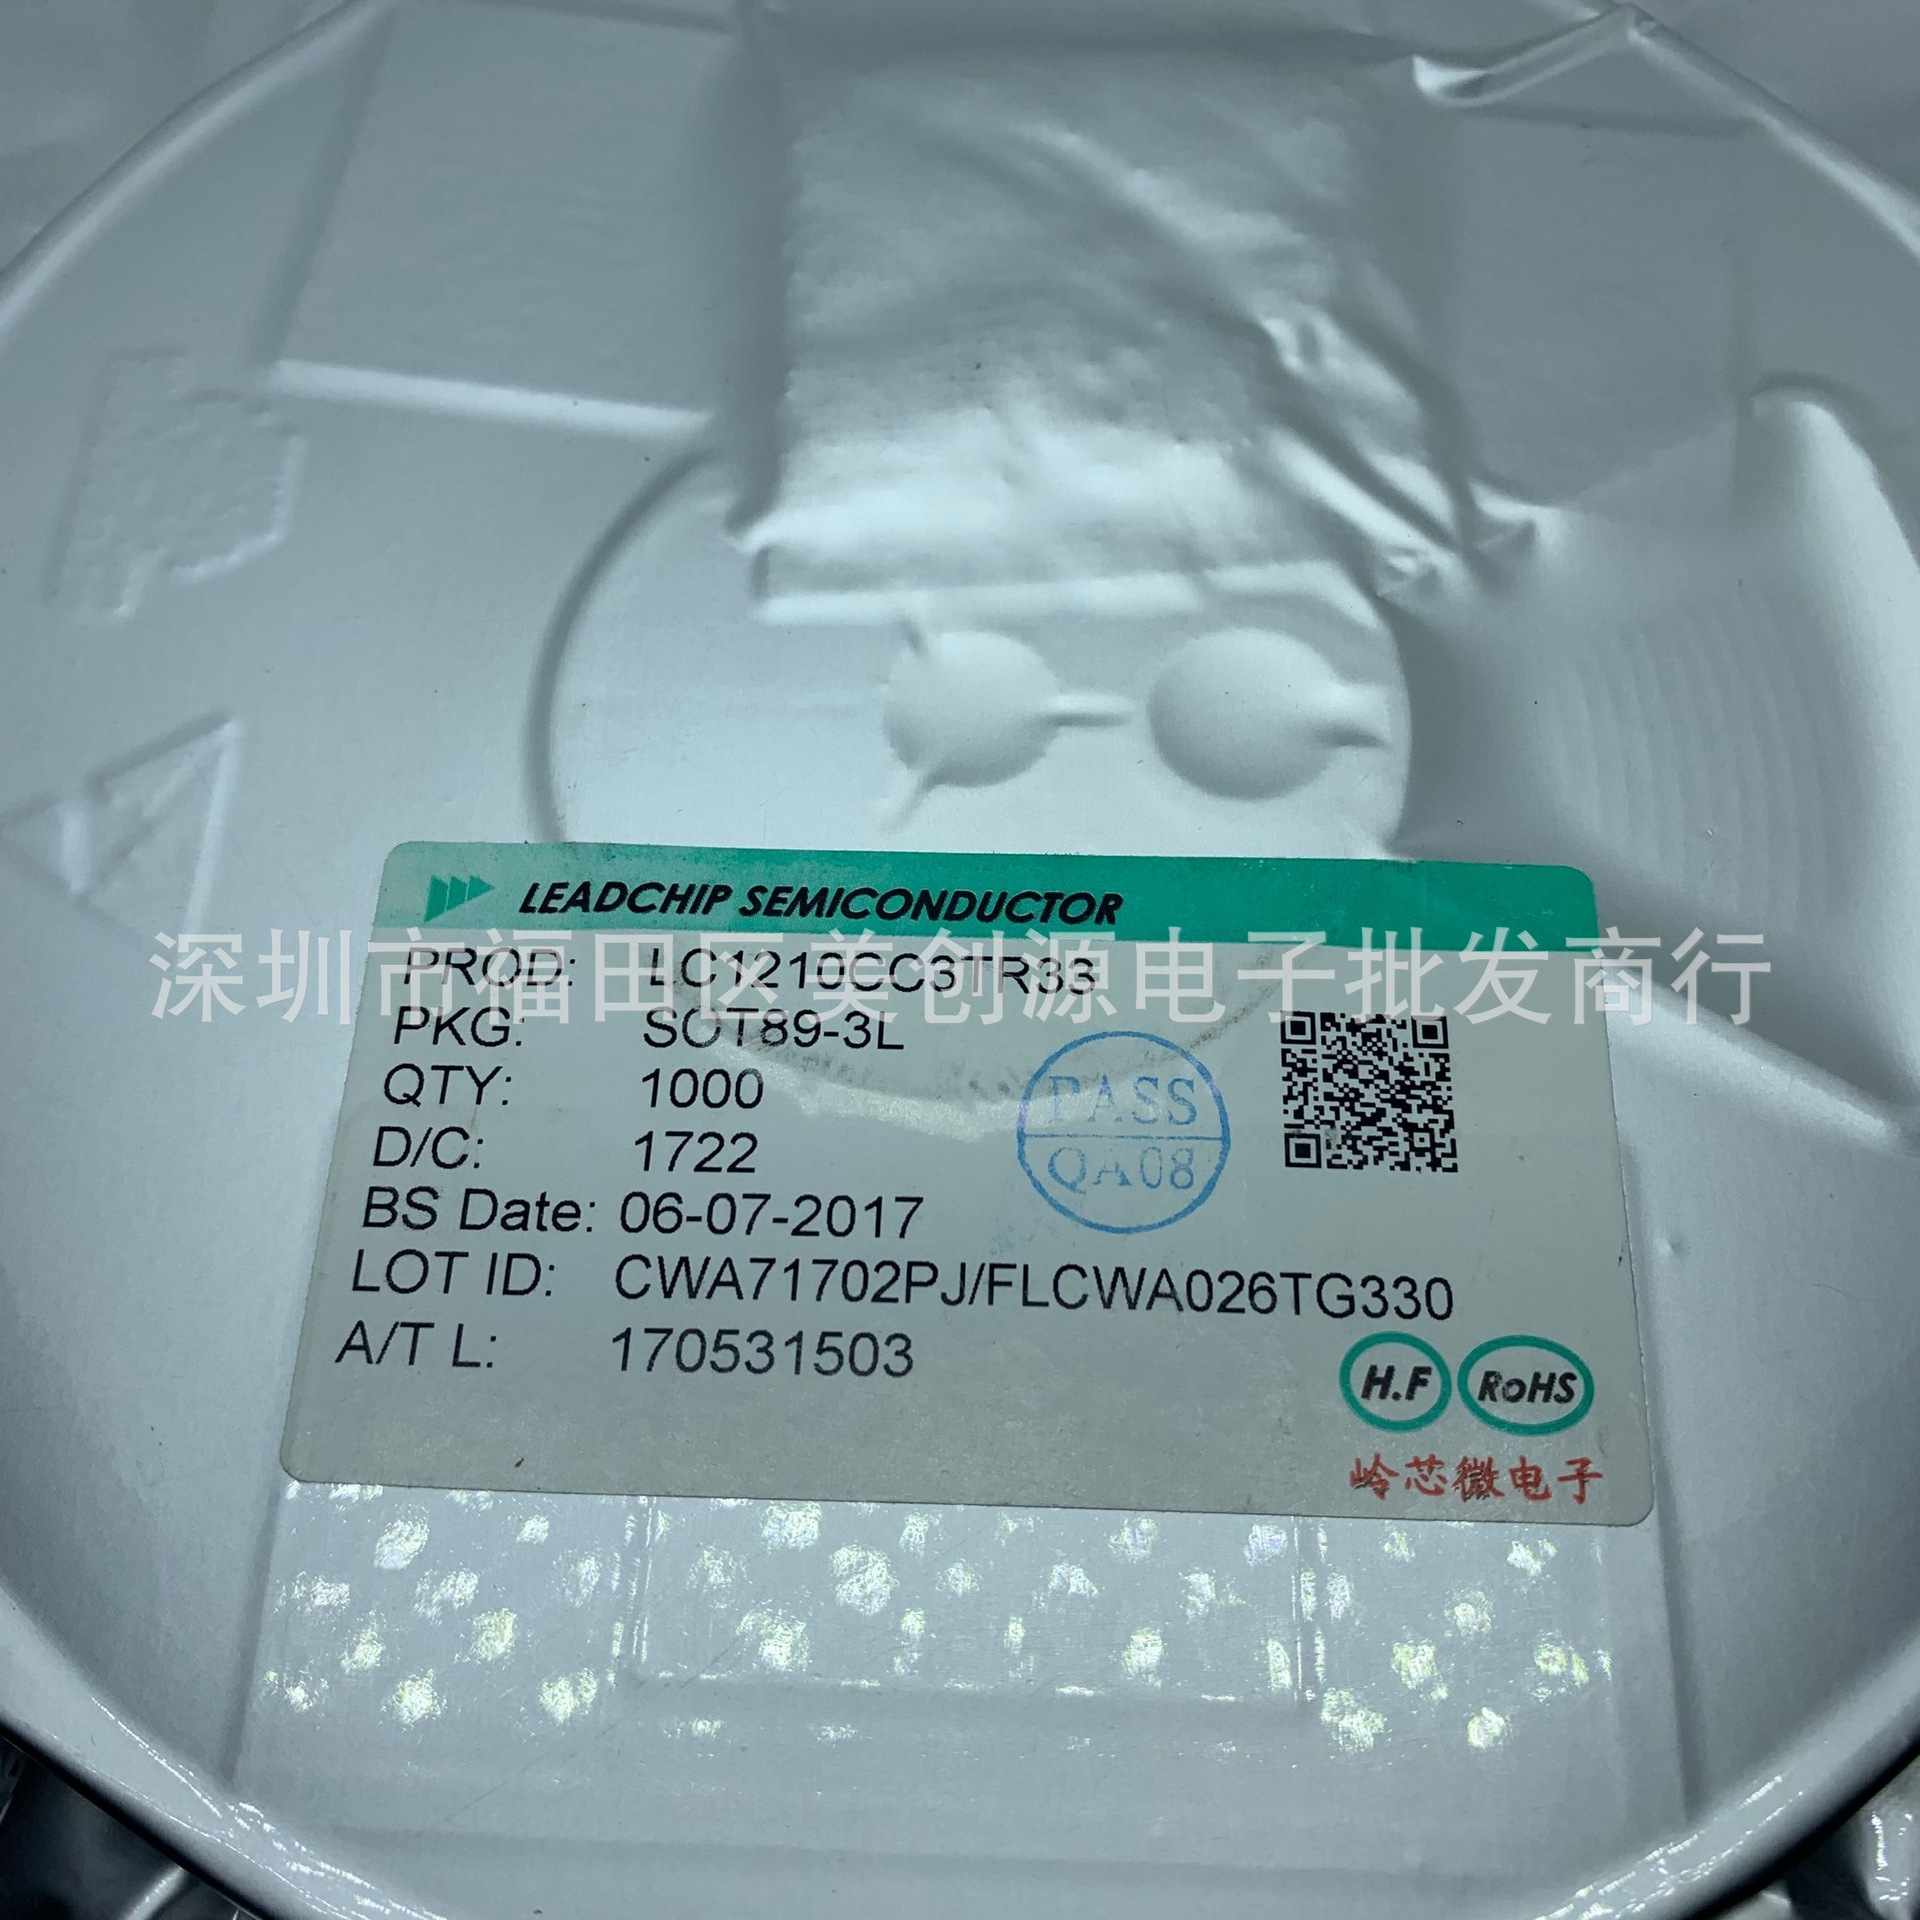 LEADCHIP SEMICONDUCTOR
深圳市福田区美创源电子批发商行
PROD: LC1210CC3TR33
PKG: SOT89-3L
QTY: 1000
D/C: 1722
BS Date: 06-07-2017
LOT ID: CWA71702PJ/FLCWA026TG330
A/T L: 170531503
PASS
QA08
H.F RoHS
岭芯微电子